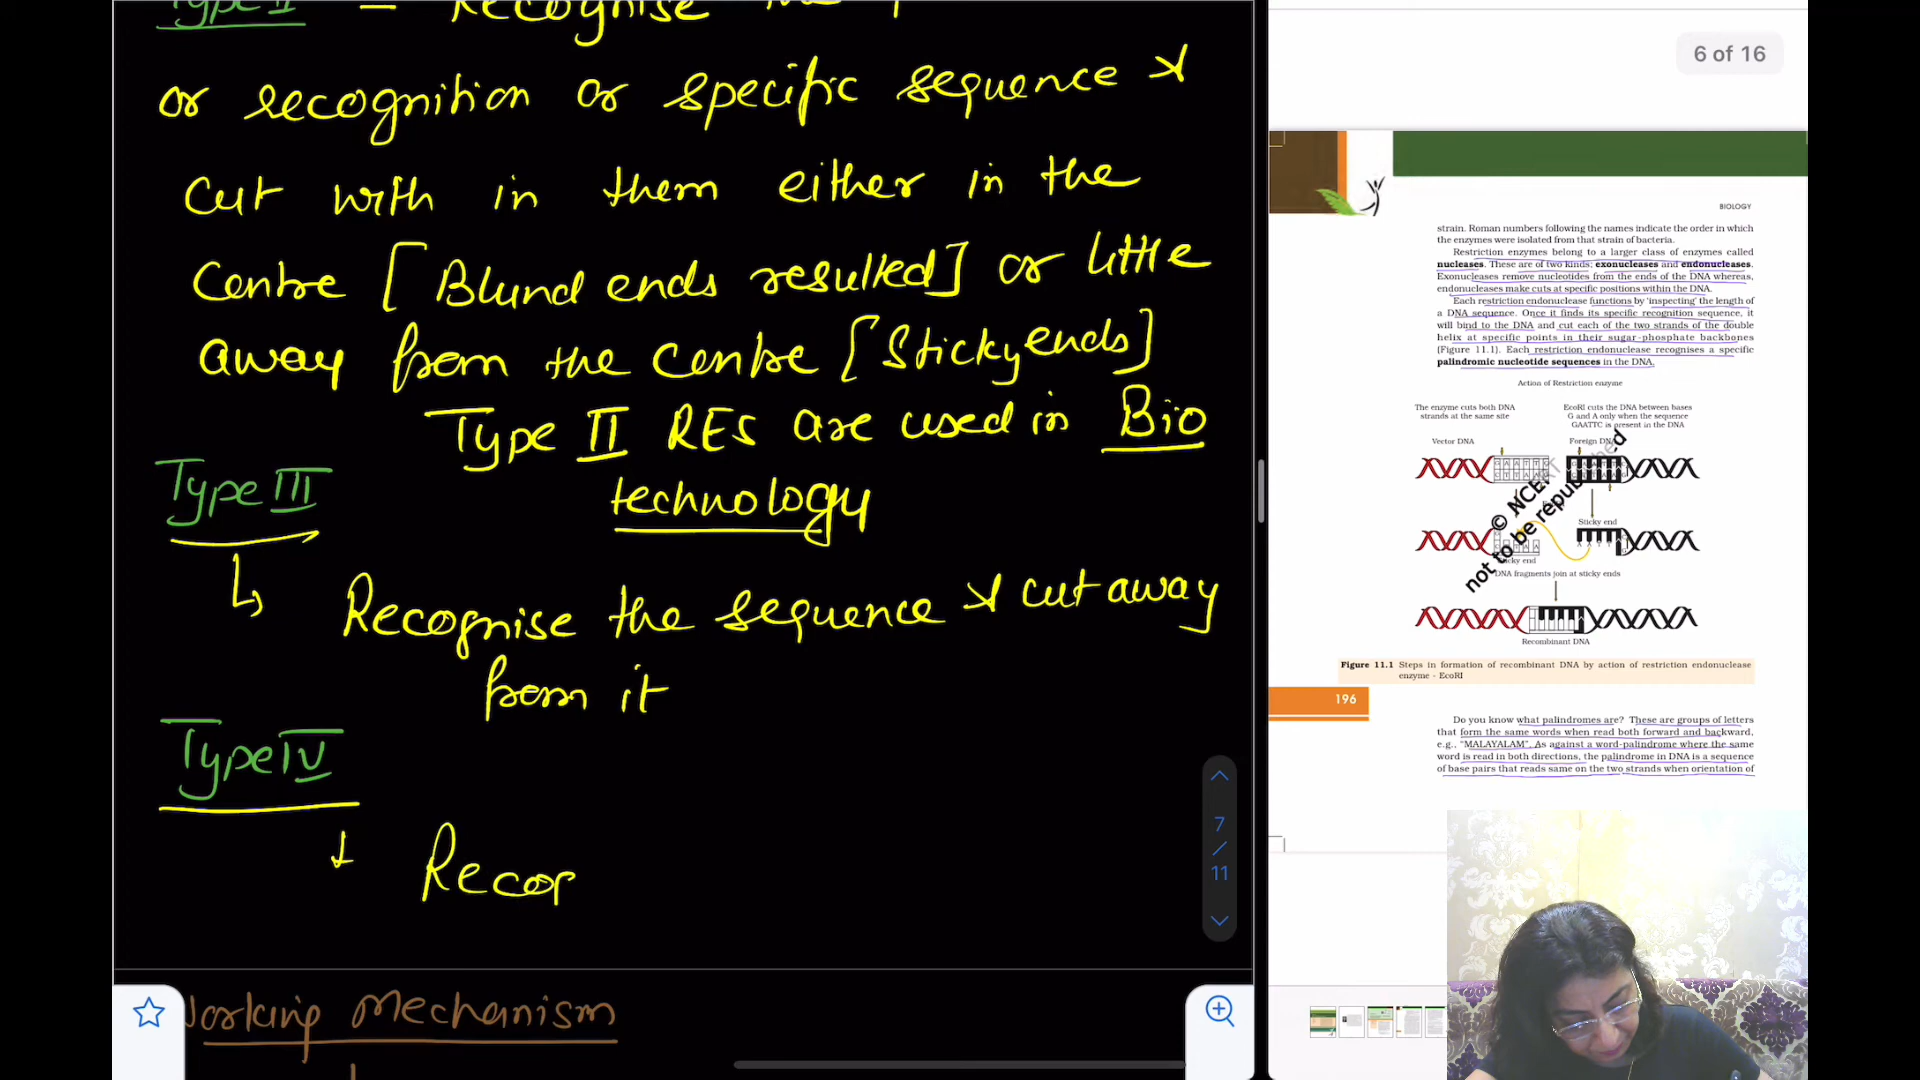 Type II = Recognise the p
or recognition or specific sequence &
cut with in them either in the
Centre [Blund ends resulted] or little
away from the centre [Sticky ends]
Type II REs are used in Bio
technology
Type III
Recognise the sequence & cut away
from it
Type IV
Recog
Working Mechanism
7
/
11
6 of 16
BIOLOGY
strain. Roman numbers following the names indicate the order in which
the enzymes were isolated from that strain of bacteria.
Restriction enzymes belong to a larger class of enzymes called
nucleases. These are of two kinds; exonucleases and endonucleases.
Exonucleases remove nucleotides from the ends of the DNA whereas,
endonucleases make cuts at specific positions within the DNA.
Each restriction endonuclease functions by 'inspecting' the length of
a DNA sequence. Once it finds its specific recognition sequence, it
will bind to the DNA and cut each of the two strands of the double
helix at specific points in their sugar-phosphate backbones
(Figure 11.1). Each restriction endonuclease recognises a specific
palindromic nucleotide sequences in the DNA.
Action of Restriction enzyme
The enzyme cuts both DNA
strands at the same site
EcoRI cuts the DNA between bases
G and A only when the sequence
GAATTC is present in the DNA
Vector DNA
Foreign DNA
© NCERT
not to be republished
Sticky end
Sticky end
DNA fragments join at sticky ends
Recombinant DNA
Figure 11.1 Steps in formation of recombinant DNA by action of restriction endonuclease
enzyme - EcoRI
196
Do you know what palindromes are? These are groups of letters
that form the same words when read both forward and backward,
e.g., "MALAYALAM". As against a word-palindrome where the same
word is read in both directions, the palindrome in DNA is a sequence
of base pairs that reads same on the two strands when orientation of